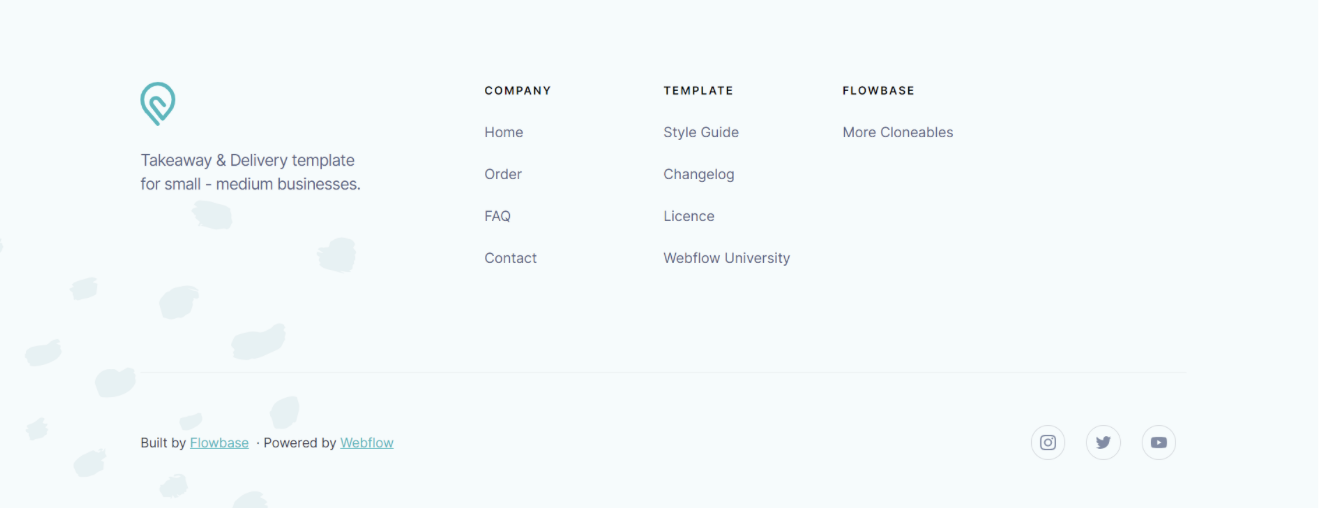 Takeaway & Delivery template
for small - medium businesses.
COMPANY
Home
Order
FAQ
Contact
TEMPLATE
Style Guide
Changelog
Licence
Webflow University
FLOWBASE
More Cloneables
Built by Flowbase · Powered by Webflow